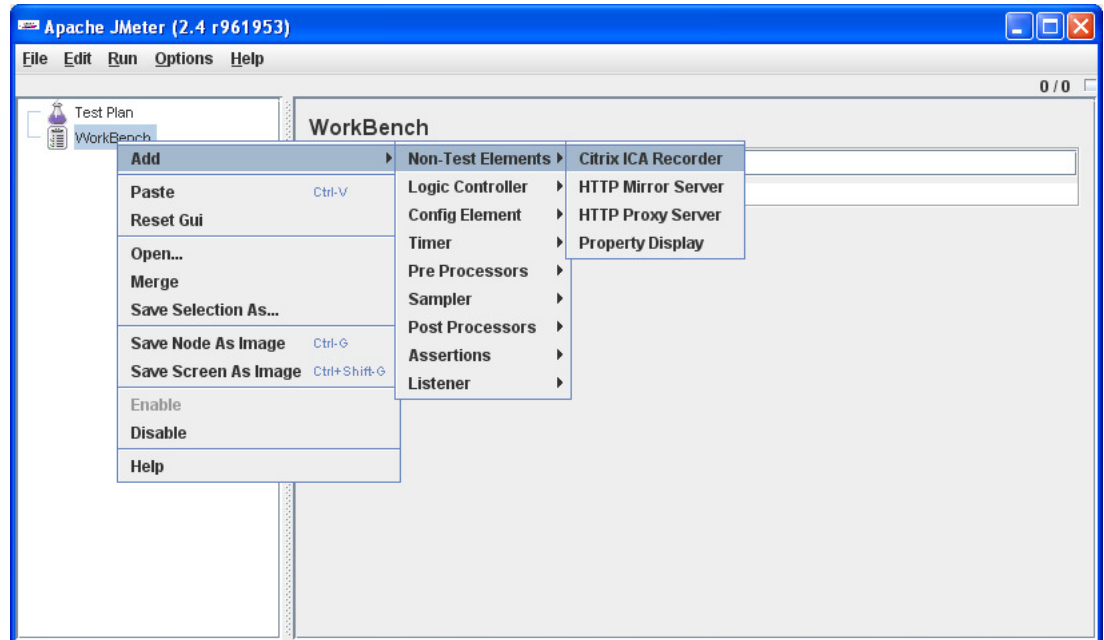 Apache JMeter (2.4 r961953)
File Edit Run Options Help
0 / 0
Test Plan
WorkBench
WorkBench
Add
Paste Ctrl-V
Reset Gui
Open...
Merge
Save Selection As...
Save Node As Image Ctrl-G
Save Screen As Image Ctrl+Shift-G
Enable
Disable
Help
Non-Test Elements
Logic Controller
Config Element
Timer
Pre Processors
Sampler
Post Processors
Assertions
Listener
Citrix ICA Recorder
HTTP Mirror Server
HTTP Proxy Server
Property Display